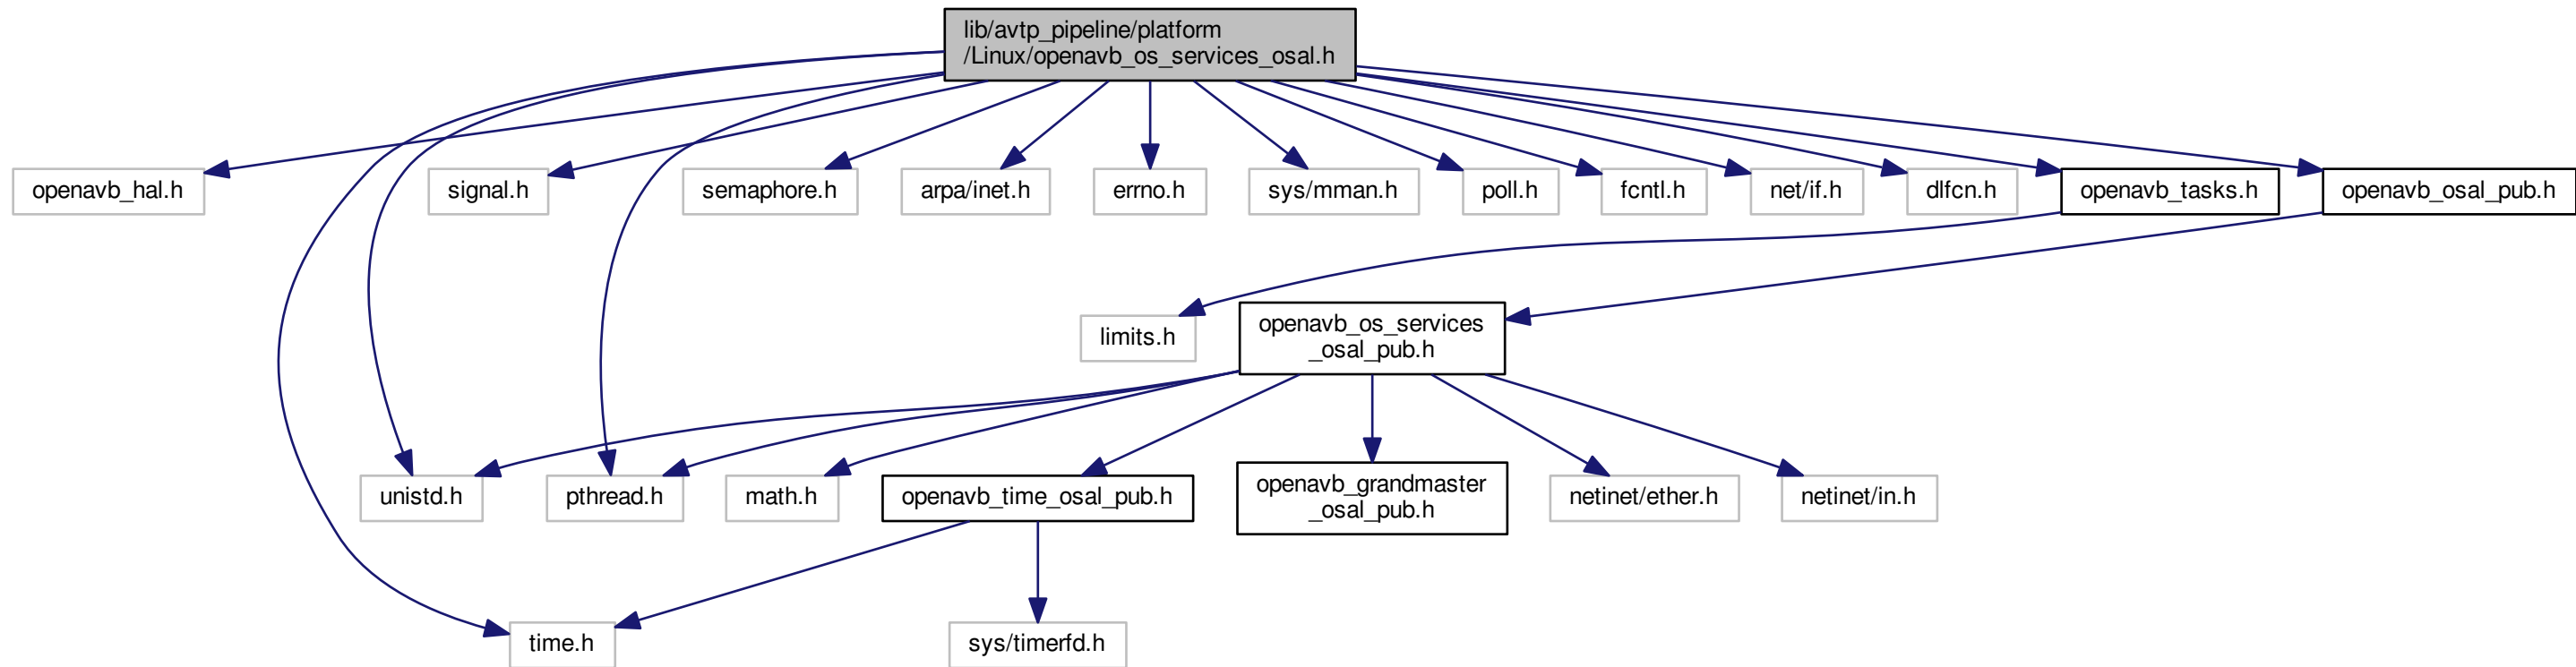 lib/avtp_pipeline/platform
/Linux/openavb_os_services_osal.h
openavb_hal.h
signal.h
semaphore.h
arpa/inet.h
errno.h
sys/mman.h
poll.h
fcntl.h
net/if.h
dlfcn.h
openavb_tasks.h
openavb_osal_pub.h
limits.h
openavb_os_services
_osal_pub.h
unistd.h
pthread.h
math.h
openavb_time_osal_pub.h
openavb_grandmaster
_osal_pub.h
netinet/ether.h
netinet/in.h
time.h
sys/timerfd.h